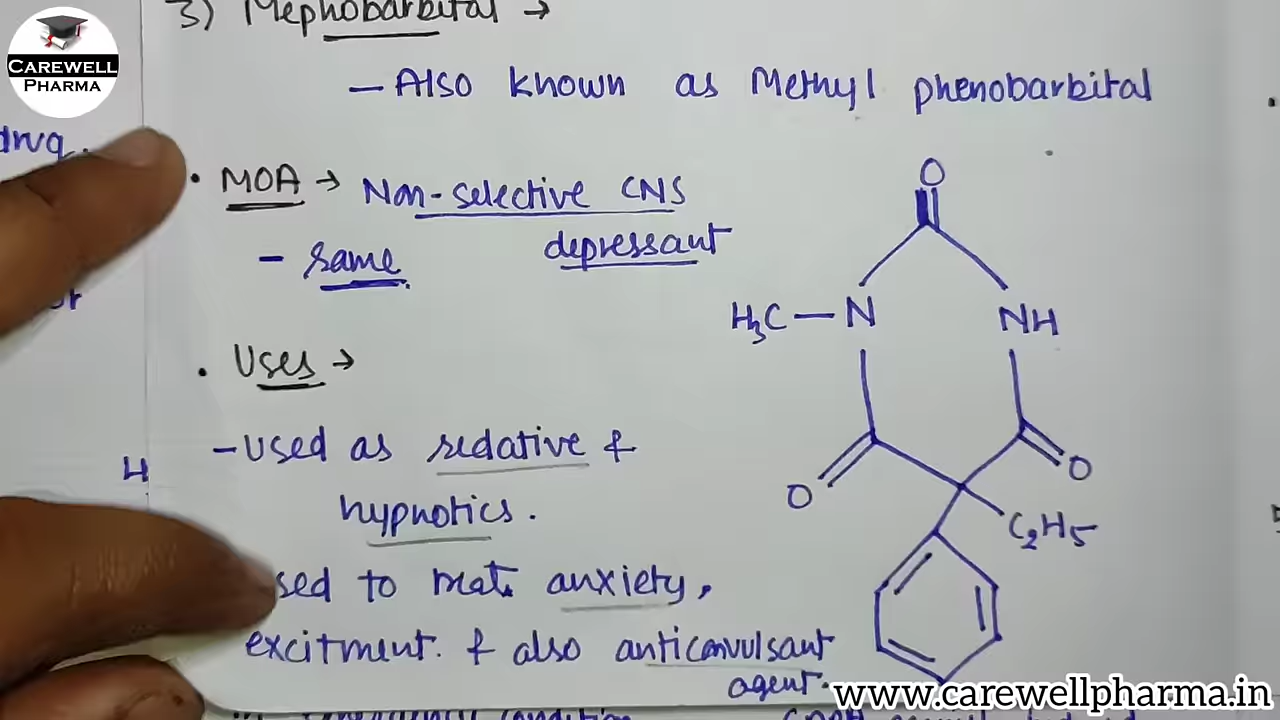 3) Mephobarbital →
CAREWELL
PHARMA
– Also known as Methyl phenobarbital
drug.
• MOA → Non-selective CNS
depressant
– same
• Uses →
– Used as sedative &
hypnotics.
sed to treat anxiety,
excitment. & also anticonvulsant
agent.
H
O
H3C – N
NH
O
O
C2H5
www.carewellpharma.in